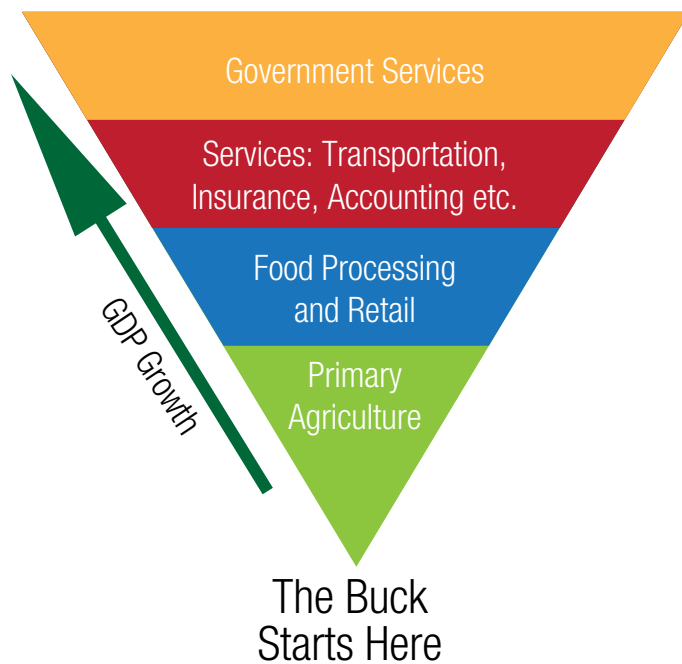 Government Services
Services: Transportation,
Insurance, Accounting etc.
Food Processing
and Retail
GDP Growth
Primary
Agriculture
The Buck
Starts Here